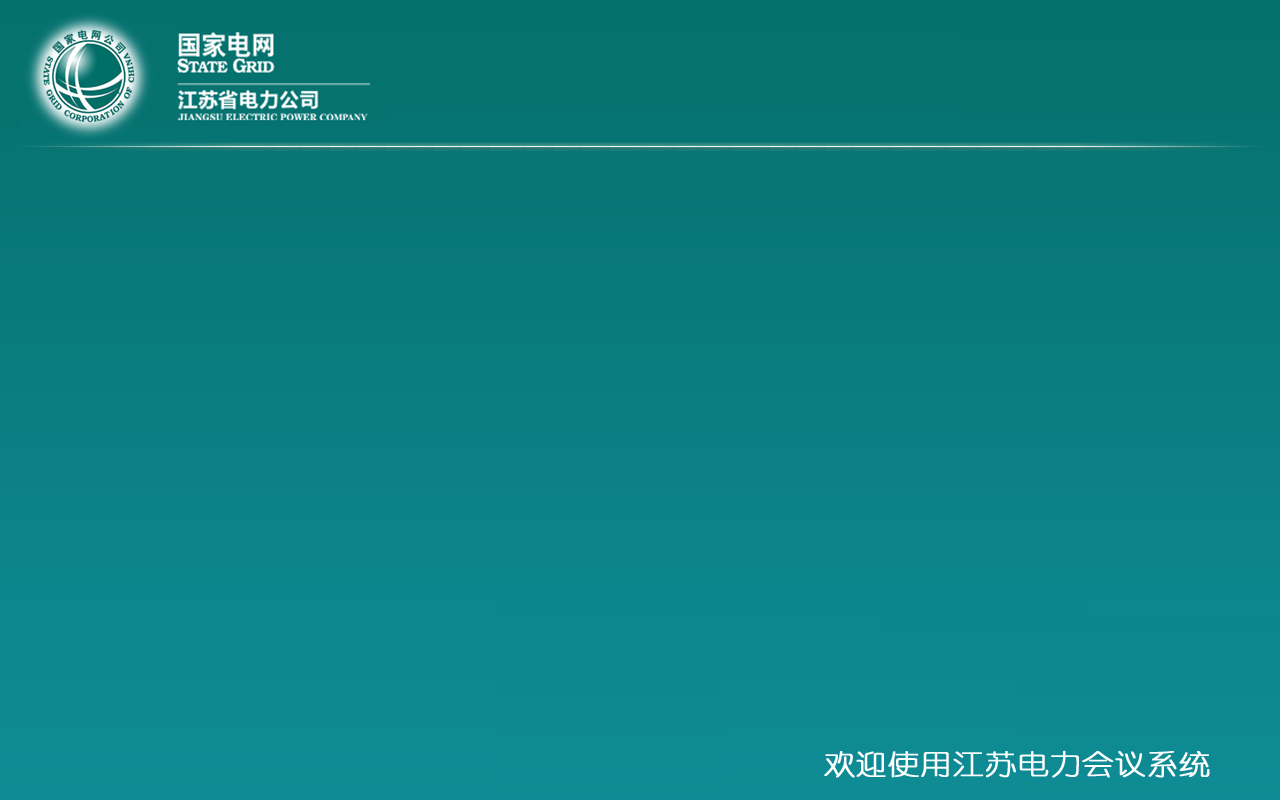 国家电网公司
STATE GRID CORPORATION OF CHINA
国家电网
STATE GRID
江苏省电力公司
JIANGSU ELECTRIC POWER COMPANY
欢迎使用江苏电力会议系统